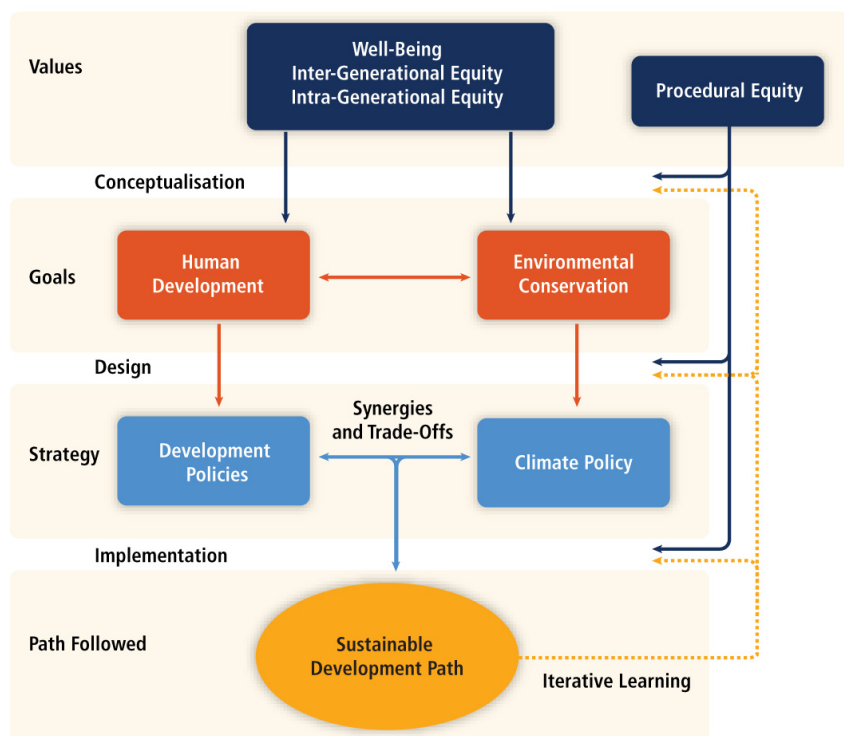 Values
Well-Being
Inter-Generational Equity
Intra-Generational Equity
Procedural Equity
Conceptualisation
Goals
Human
Development
Environmental
Conservation
Design
Strategy
Development
Policies
Synergies
and Trade-Offs
Climate Policy
Implementation
Path Followed
Sustainable
Development Path
Iterative Learning